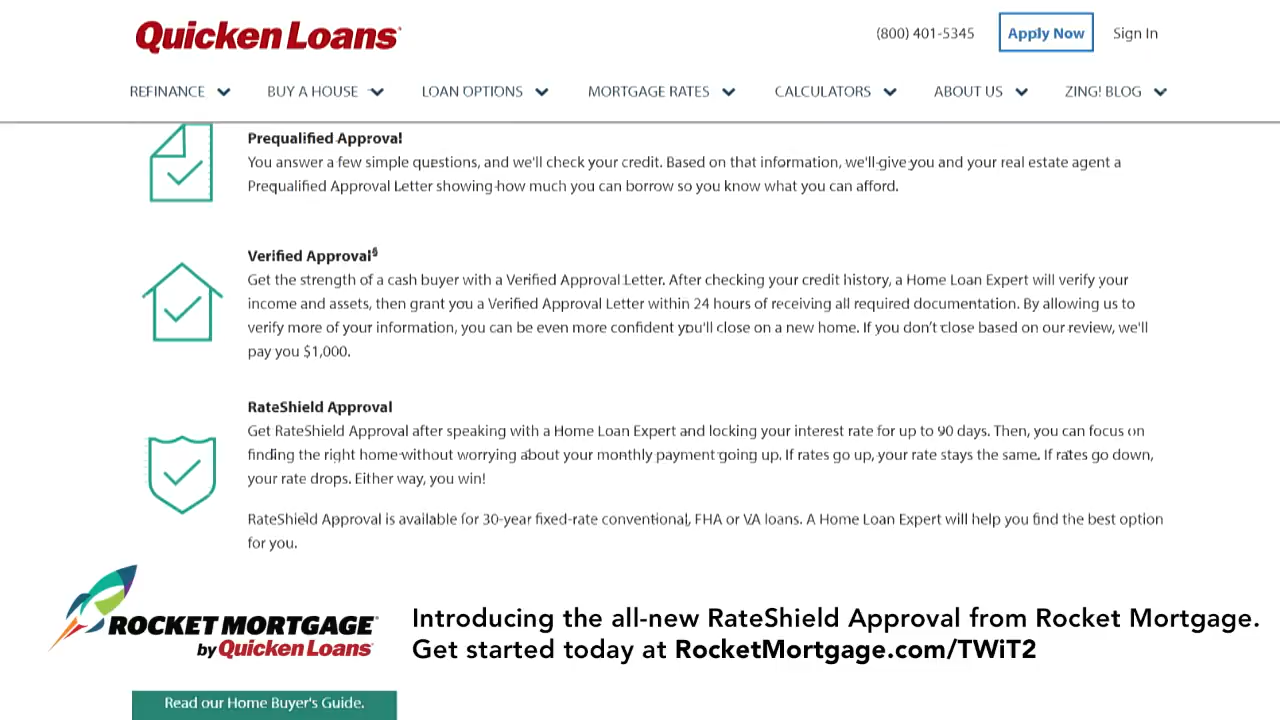 Quicken Loans
(800) 401-5345 Apply Now Sign In
REFINANCE BUY A HOUSE LOAN OPTIONS MORTGAGE RATES CALCULATORS ABOUT US ZING! BLOG
Prequalified Approval
You answer a few simple questions, and we'll check your credit. Based on that information, we'll give you and your real estate agent a
Prequalified Approval Letter showing how much you can borrow so you know what you can afford.
Verified Approval§
Get the strength of a cash buyer with a Verified Approval Letter. After checking your credit history, a Home Loan Expert will verify your
income and assets, then grant you a Verified Approval Letter within 24 hours of receiving all required documentation. By allowing us to
verify more of your information, you can be even more confident you'll close on a new home. If you don't close based on our review, we'll
pay you $1,000.
RateShield Approval
Get RateShield Approval after speaking with a Home Loan Expert and locking your interest rate for up to 90 days. Then, you can focus on
finding the right home without worrying about your monthly payment going up. If rates go up, your rate stays the same. If rates go down,
your rate drops. Either way, you win!
RateShield Approval is available for 30-year fixed-rate conventional, FHA or VA loans. A Home Loan Expert will help you find the best option
for you.
ROCKET MORTGAGE
by Quicken Loans
Introducing the all-new RateShield Approval from Rocket Mortgage.
Get started today at RocketMortgage.com/TWiT2
Read our Home Buyer's Guide.